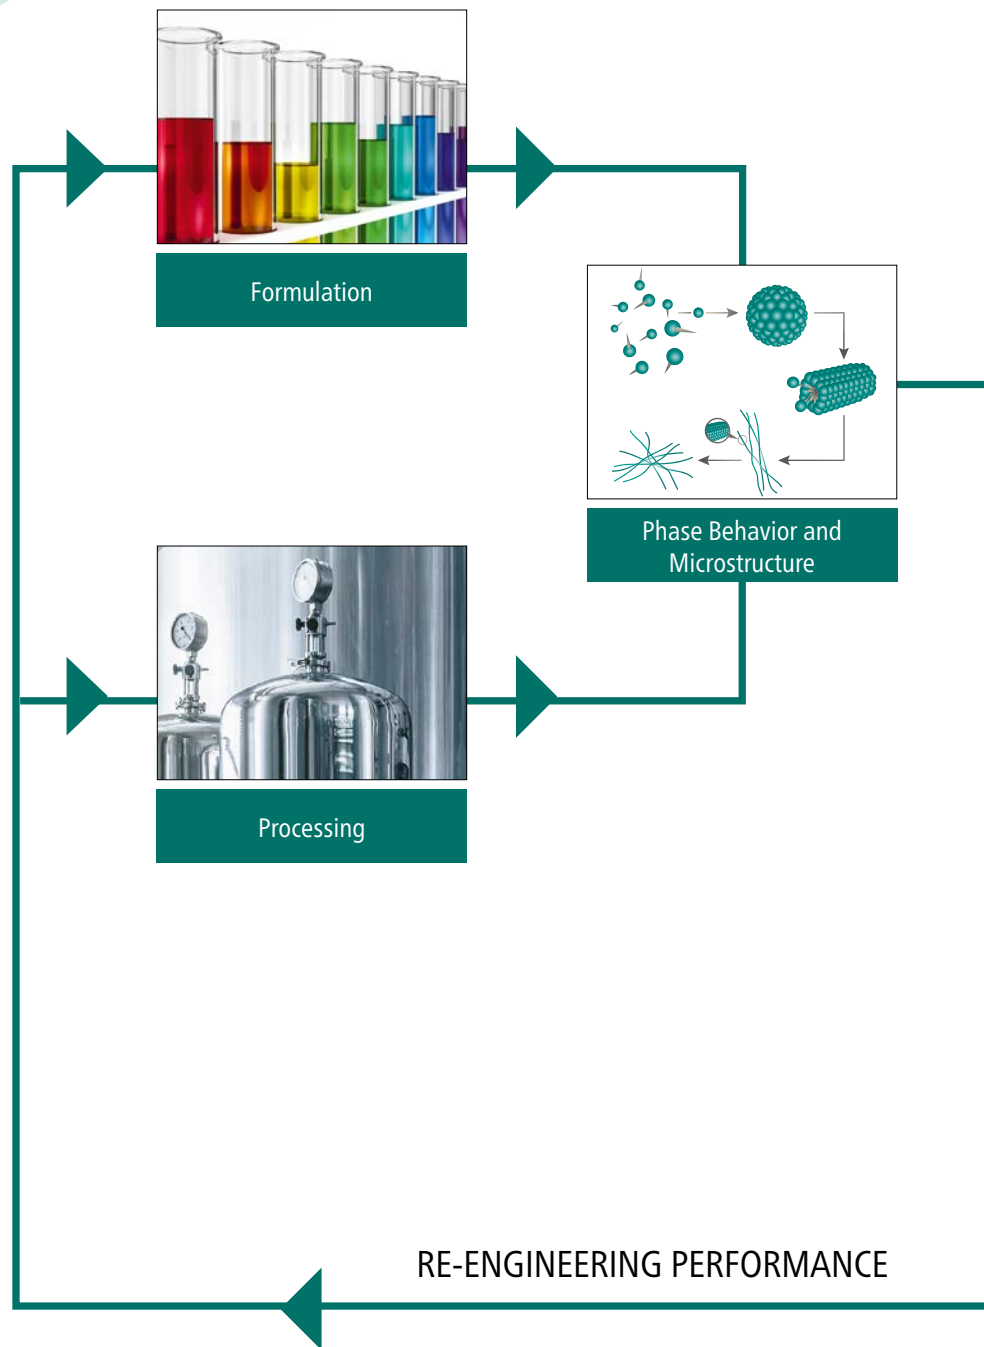 Formulation
Phase Behavior and
Microstructure
Processing
RE-ENGINEERING PERFORMANCE